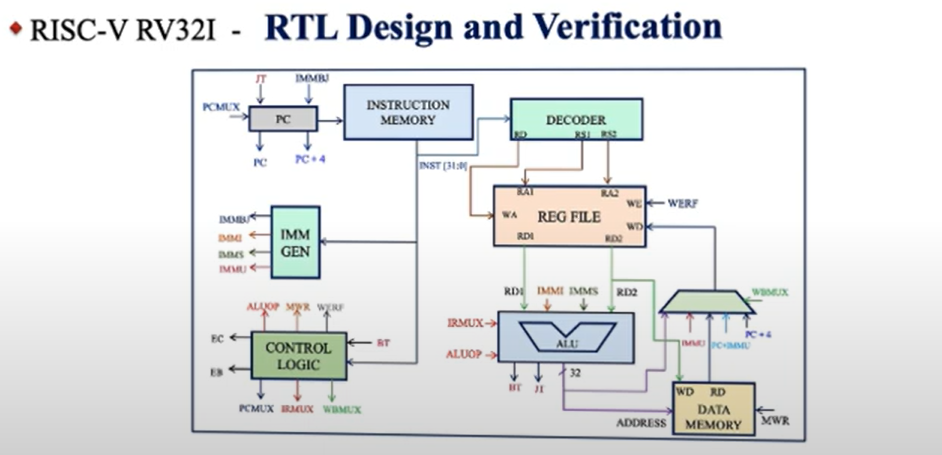 RISC-V RV32I - RTL Design and Verification
JT IMMBJ
PCMUX
PC
PC PC + 4
INSTRUCTION
MEMORY
DECODER
RD RS1 RS2
INST [31:0]
RA1 RA2
WE WERF
WA REG FILE
WD
RD1 RD2
IMMBJ
IMMI
IMMS
IMMU
IMM
GEN
RD1 IMMI IMMS RD2
WBMUX
IRMUX
ALUOP
ALU
BT JT 32
IMMU PC+IMMU PC + 4
ALUOP MWR WERF
EC
EB
CONTROL
LOGIC
BT
PCMUX IRMUX WBMUX
WD RD
DATA
MEMORY
ADDRESS
MWR